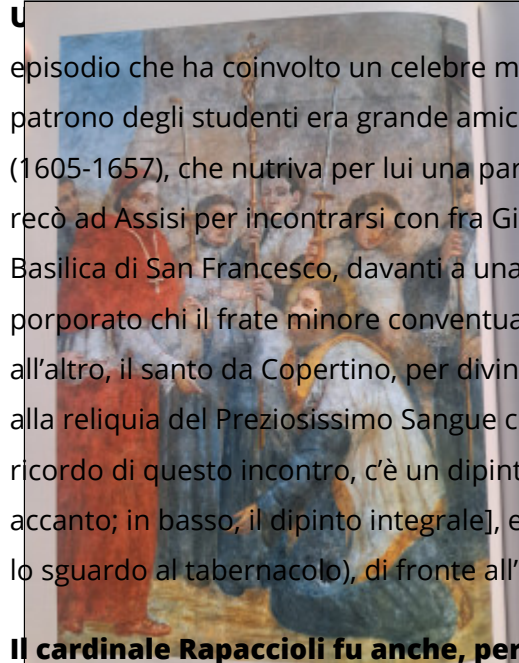 U
episodio che ha coinvolto un celebre m
patrono degli studenti era grande amic
(1605-1657), che nutriva per lui una par
recò ad Assisi per incontrarsi con fra Gi
Basilica di San Francesco, davanti a una
porporato chi il frate minore conventua
all'altro, il santo da Copertino, per divin
alla reliquia del Preziosissimo Sangue c
ricordo di questo incontro, c'è un dipint
accanto; in basso, il dipinto integrale], e
lo sguardo al tabernacolo), di fronte all'
Il cardinale Rapaccioli fu anche, per